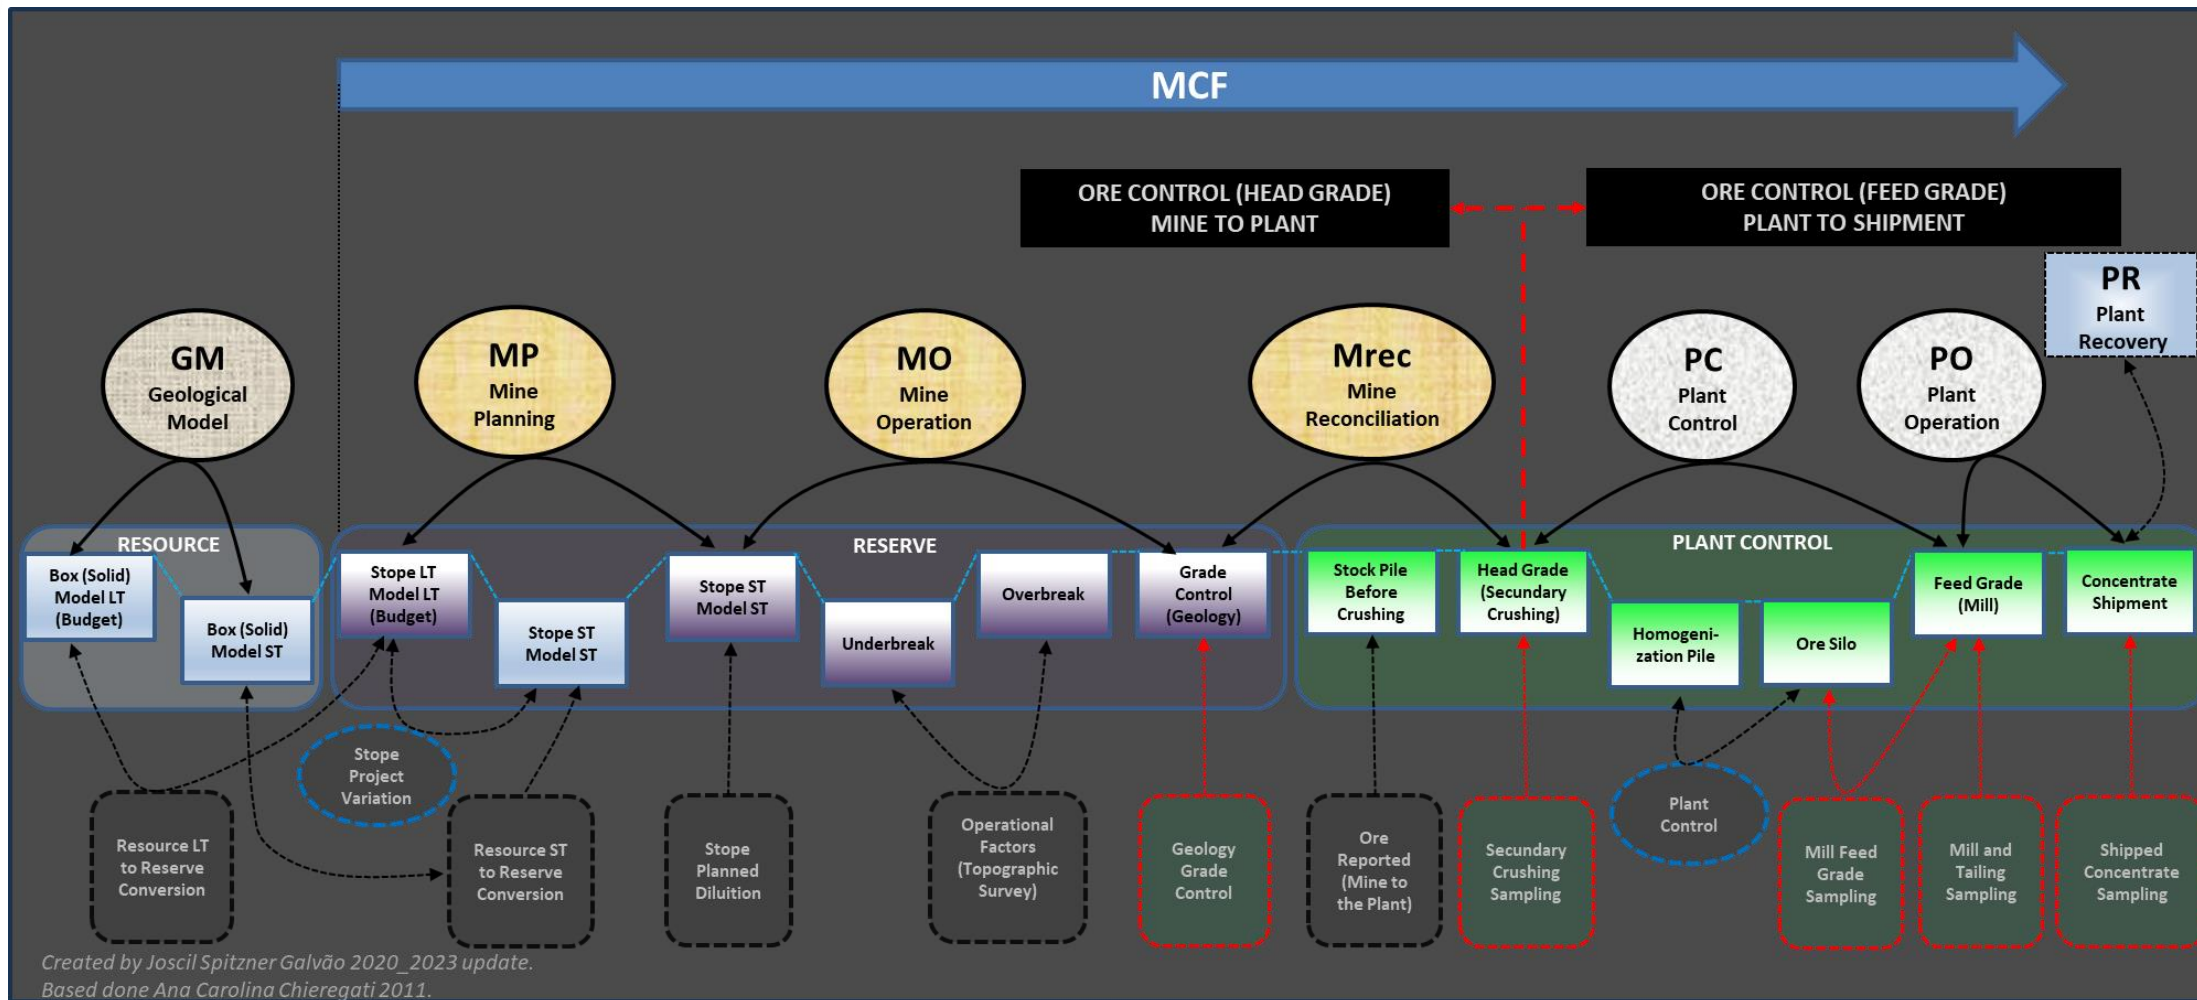 MCF
ORE CONTROL (HEAD GRADE)
MINE TO PLANT
ORE CONTROL (FEED GRADE)
PLANT TO SHIPMENT
PR
Plant
Recovery
GM
Geological
Model
MP
Mine
Planning
MO
Mine
Operation
Mrec
Mine
Reconciliation
PC
Plant
Control
PO
Plant
Operation
RESOURCE
RESERVE
PLANT CONTROL
Box (Solid)
Model LT
(Budget)
Box (Solid)
Model ST
Stope LT
Model LT
(Budget)
Stope ST
Model ST
Stope ST
Model ST
Underbreak
Overbreak
Grade
Control
(Geology)
Stock Pile
Before
Crushing
Head Grade
(Secondary
Crushing)
Homogeni-
zation Pile
Ore Silo
Feed Grade
(Mill)
Concentrate
Shipment
Stope
Project
Variation
Plant
Control
Resource LT
to Reserve
Conversion
Resource ST
to Reserve
Conversion
Stope
Planned
Dilution
Operational
Factors
(Topographic
Survey)
Geology
Grade
Control
Ore
Reported
(Mine to
the Plant)
Secundary
Crushing
Sampling
Mill Feed
Grade
Sampling
Mill and
Tailing
Sampling
Shipped
Concentrate
Sampling
Created by Joscil Spitzner Galvão 2020_2023 update.
Based done Ana Carolina Chieregati 2011.